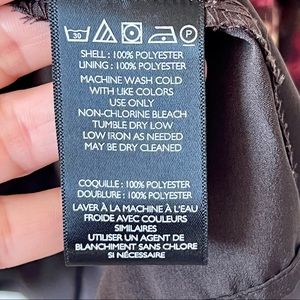 30 P
SHELL : 100% POLYESTER
LINING : 100% POLYESTER
MACHINE WASH COLD
WITH LIKE COLORS
USE ONLY
NON-CHLORINE BLEACH
TUMBLE DRY LOW
LOW IRON AS NEEDED
MAY BE DRY CLEANED
COQUILLE : 100% POLYESTER
DOUBLURE : 100% POLYESTER
LAVER À LA MACHINE À L'EAU
FROIDE AVEC COULEURS
SIMILAIRES
UTILISER UN AGENT DE
BLANCHIMENT SANS CHLORE
SI NÉCESSAIRE